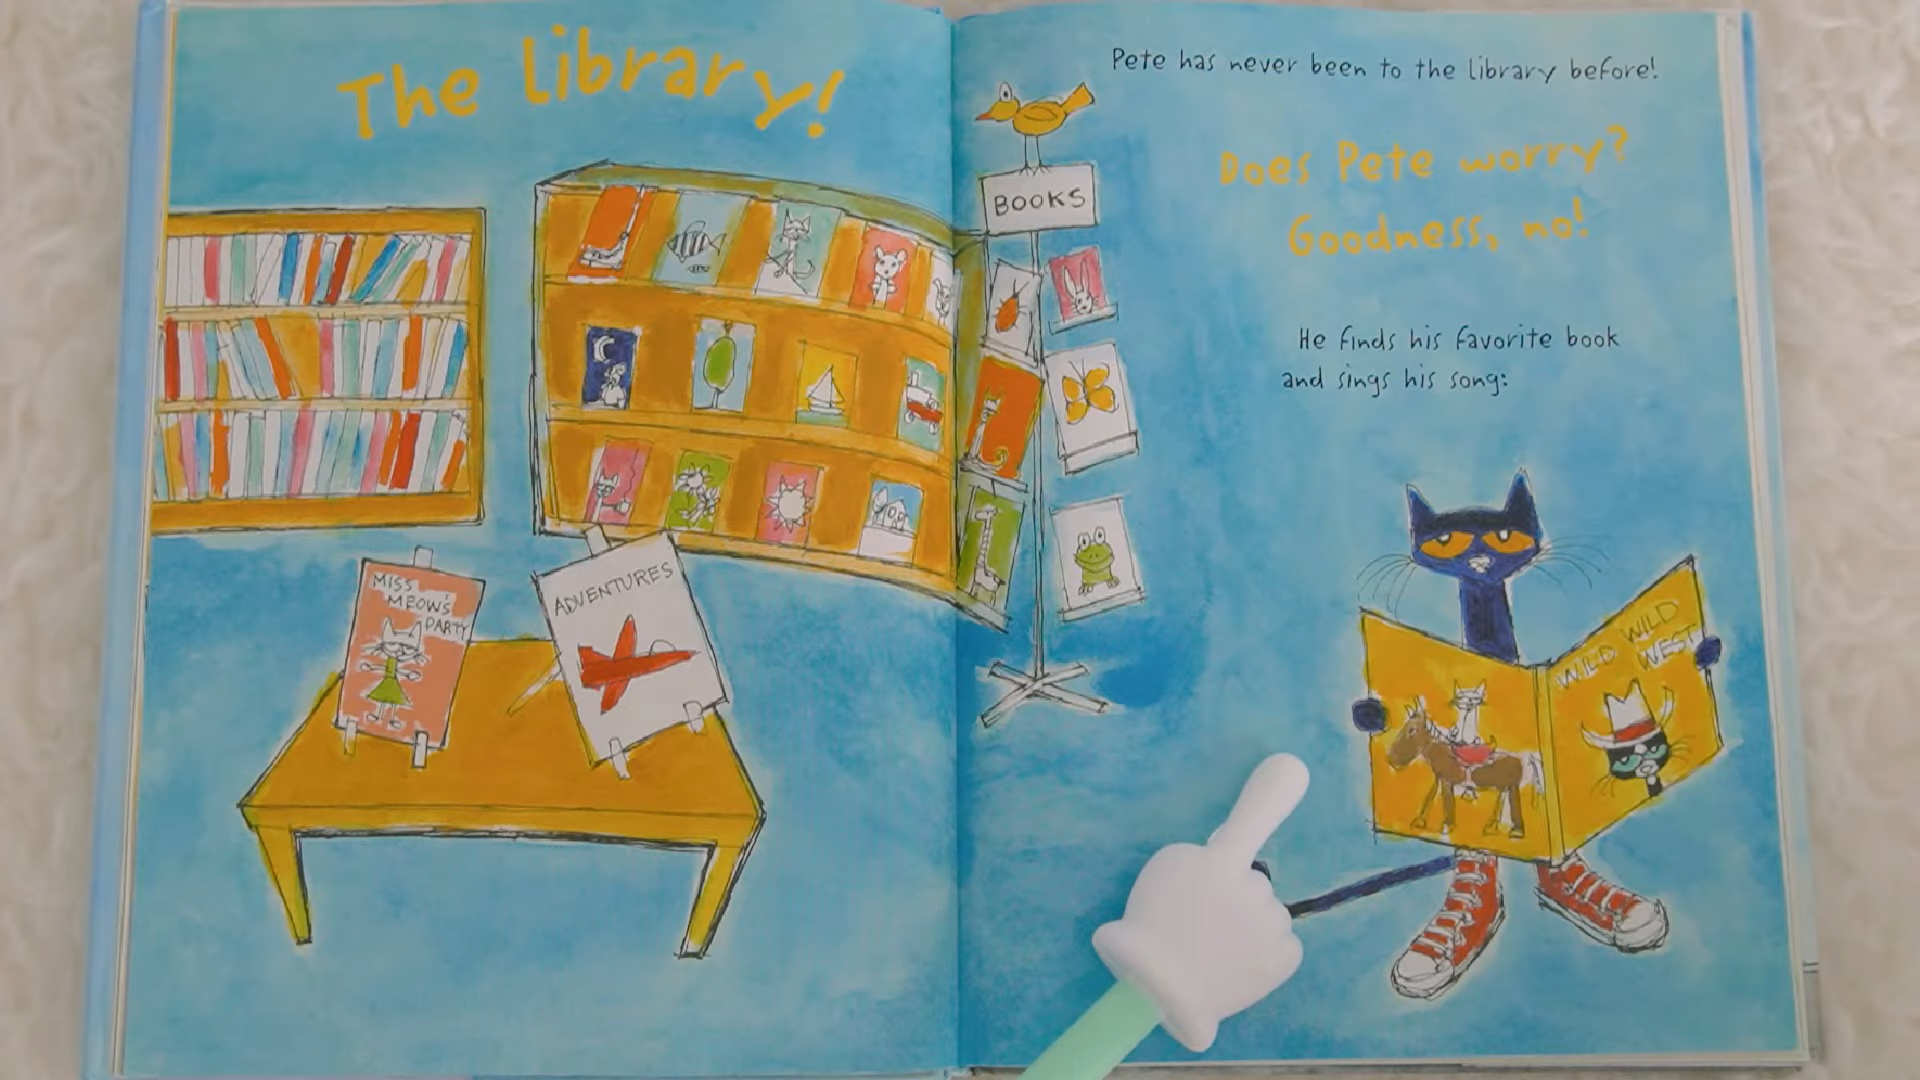 The library!
MISS
MEOW'S
PARTY
ADVENTURES
Pete has never been to the library before!
BOOKS
Does Pete worry?
Goodness, no!
He finds his favorite book
and sings his song:
WILD WILD
WEST